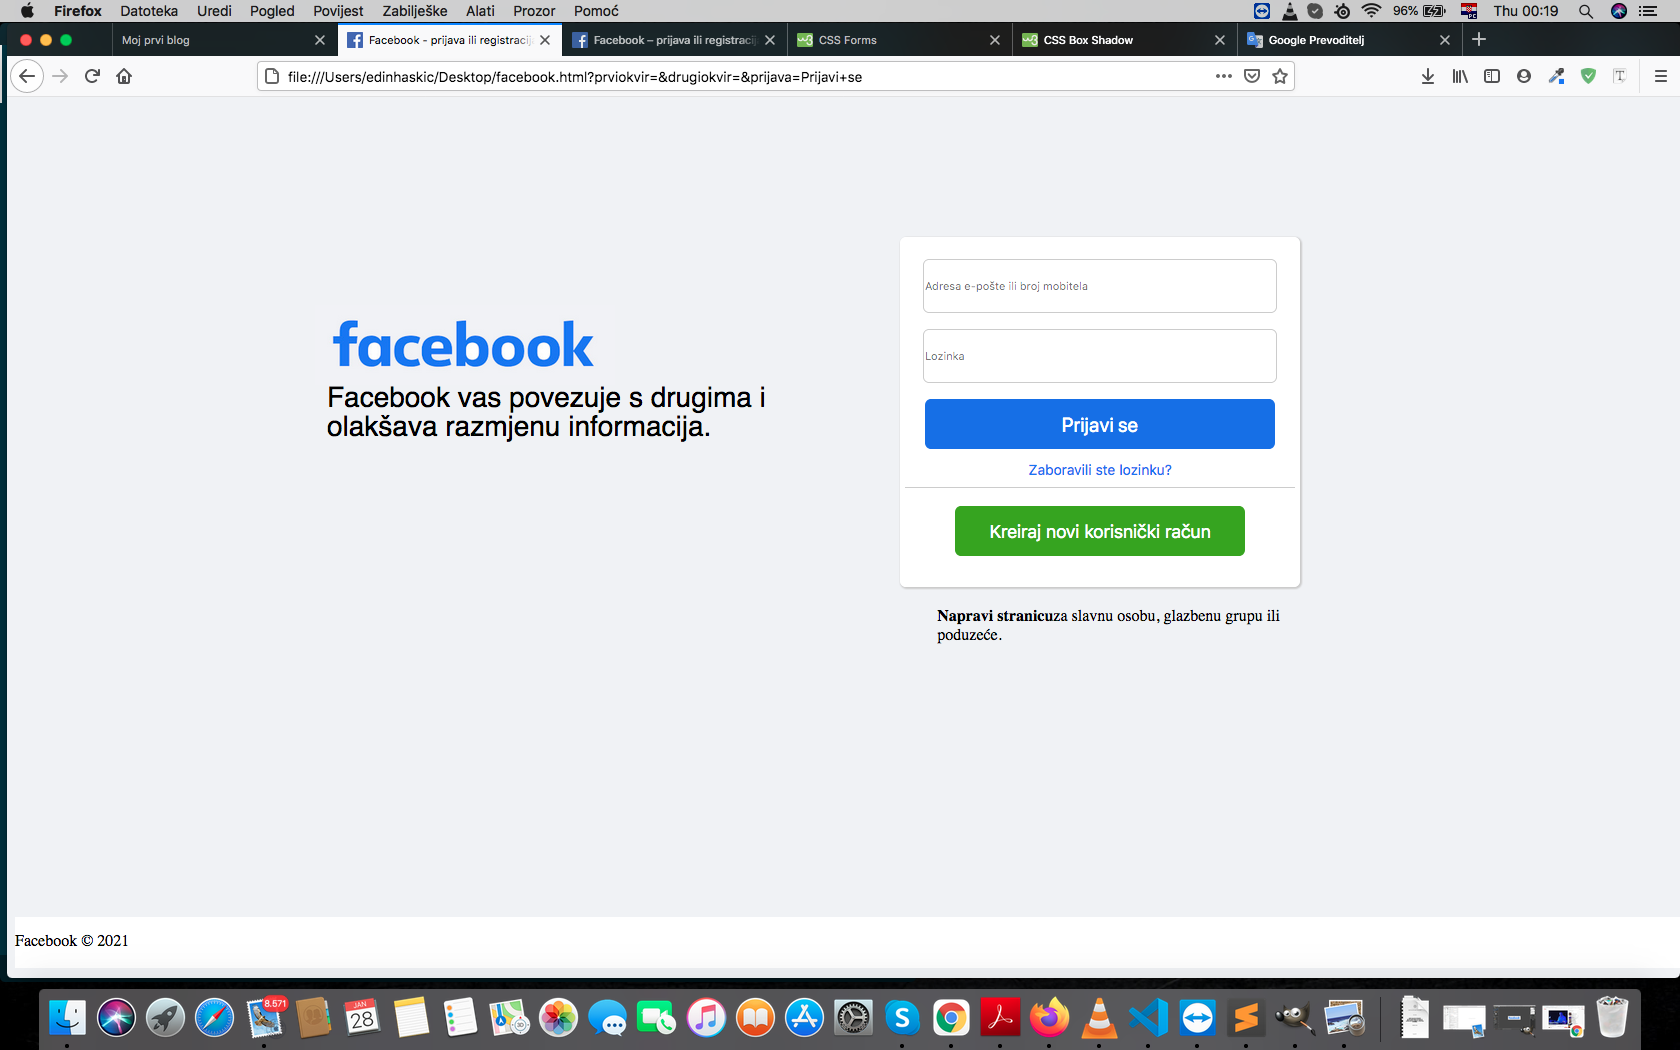 Firefox Datoteka Uredi Pogled Povijest Zabilješke Alati Prozor Pomoć 96% Thu 00:19
Moj prvi blog
Facebook - prijava ili registracij
Facebook – prijava ili registracij
CSS Forms
CSS Box Shadow
Google Prevoditelj
file:///Users/edinhaskic/Desktop/facebook.html?prviokvir=&drugiokvir=&prijava=Prijavi+se
Adresa e-pošte ili broj mobitela
facebook
Lozinka
Facebook vas povezuje s drugima i
olakšava razmjenu informacija.
Prijavi se
Zaboravili ste lozinku?
Kreiraj novi korisnički račun
Napravi stranicuza slavnu osobu, glazbenu grupu ili
poduzeće.
Facebook © 2021
8.571
JAN
28
3D